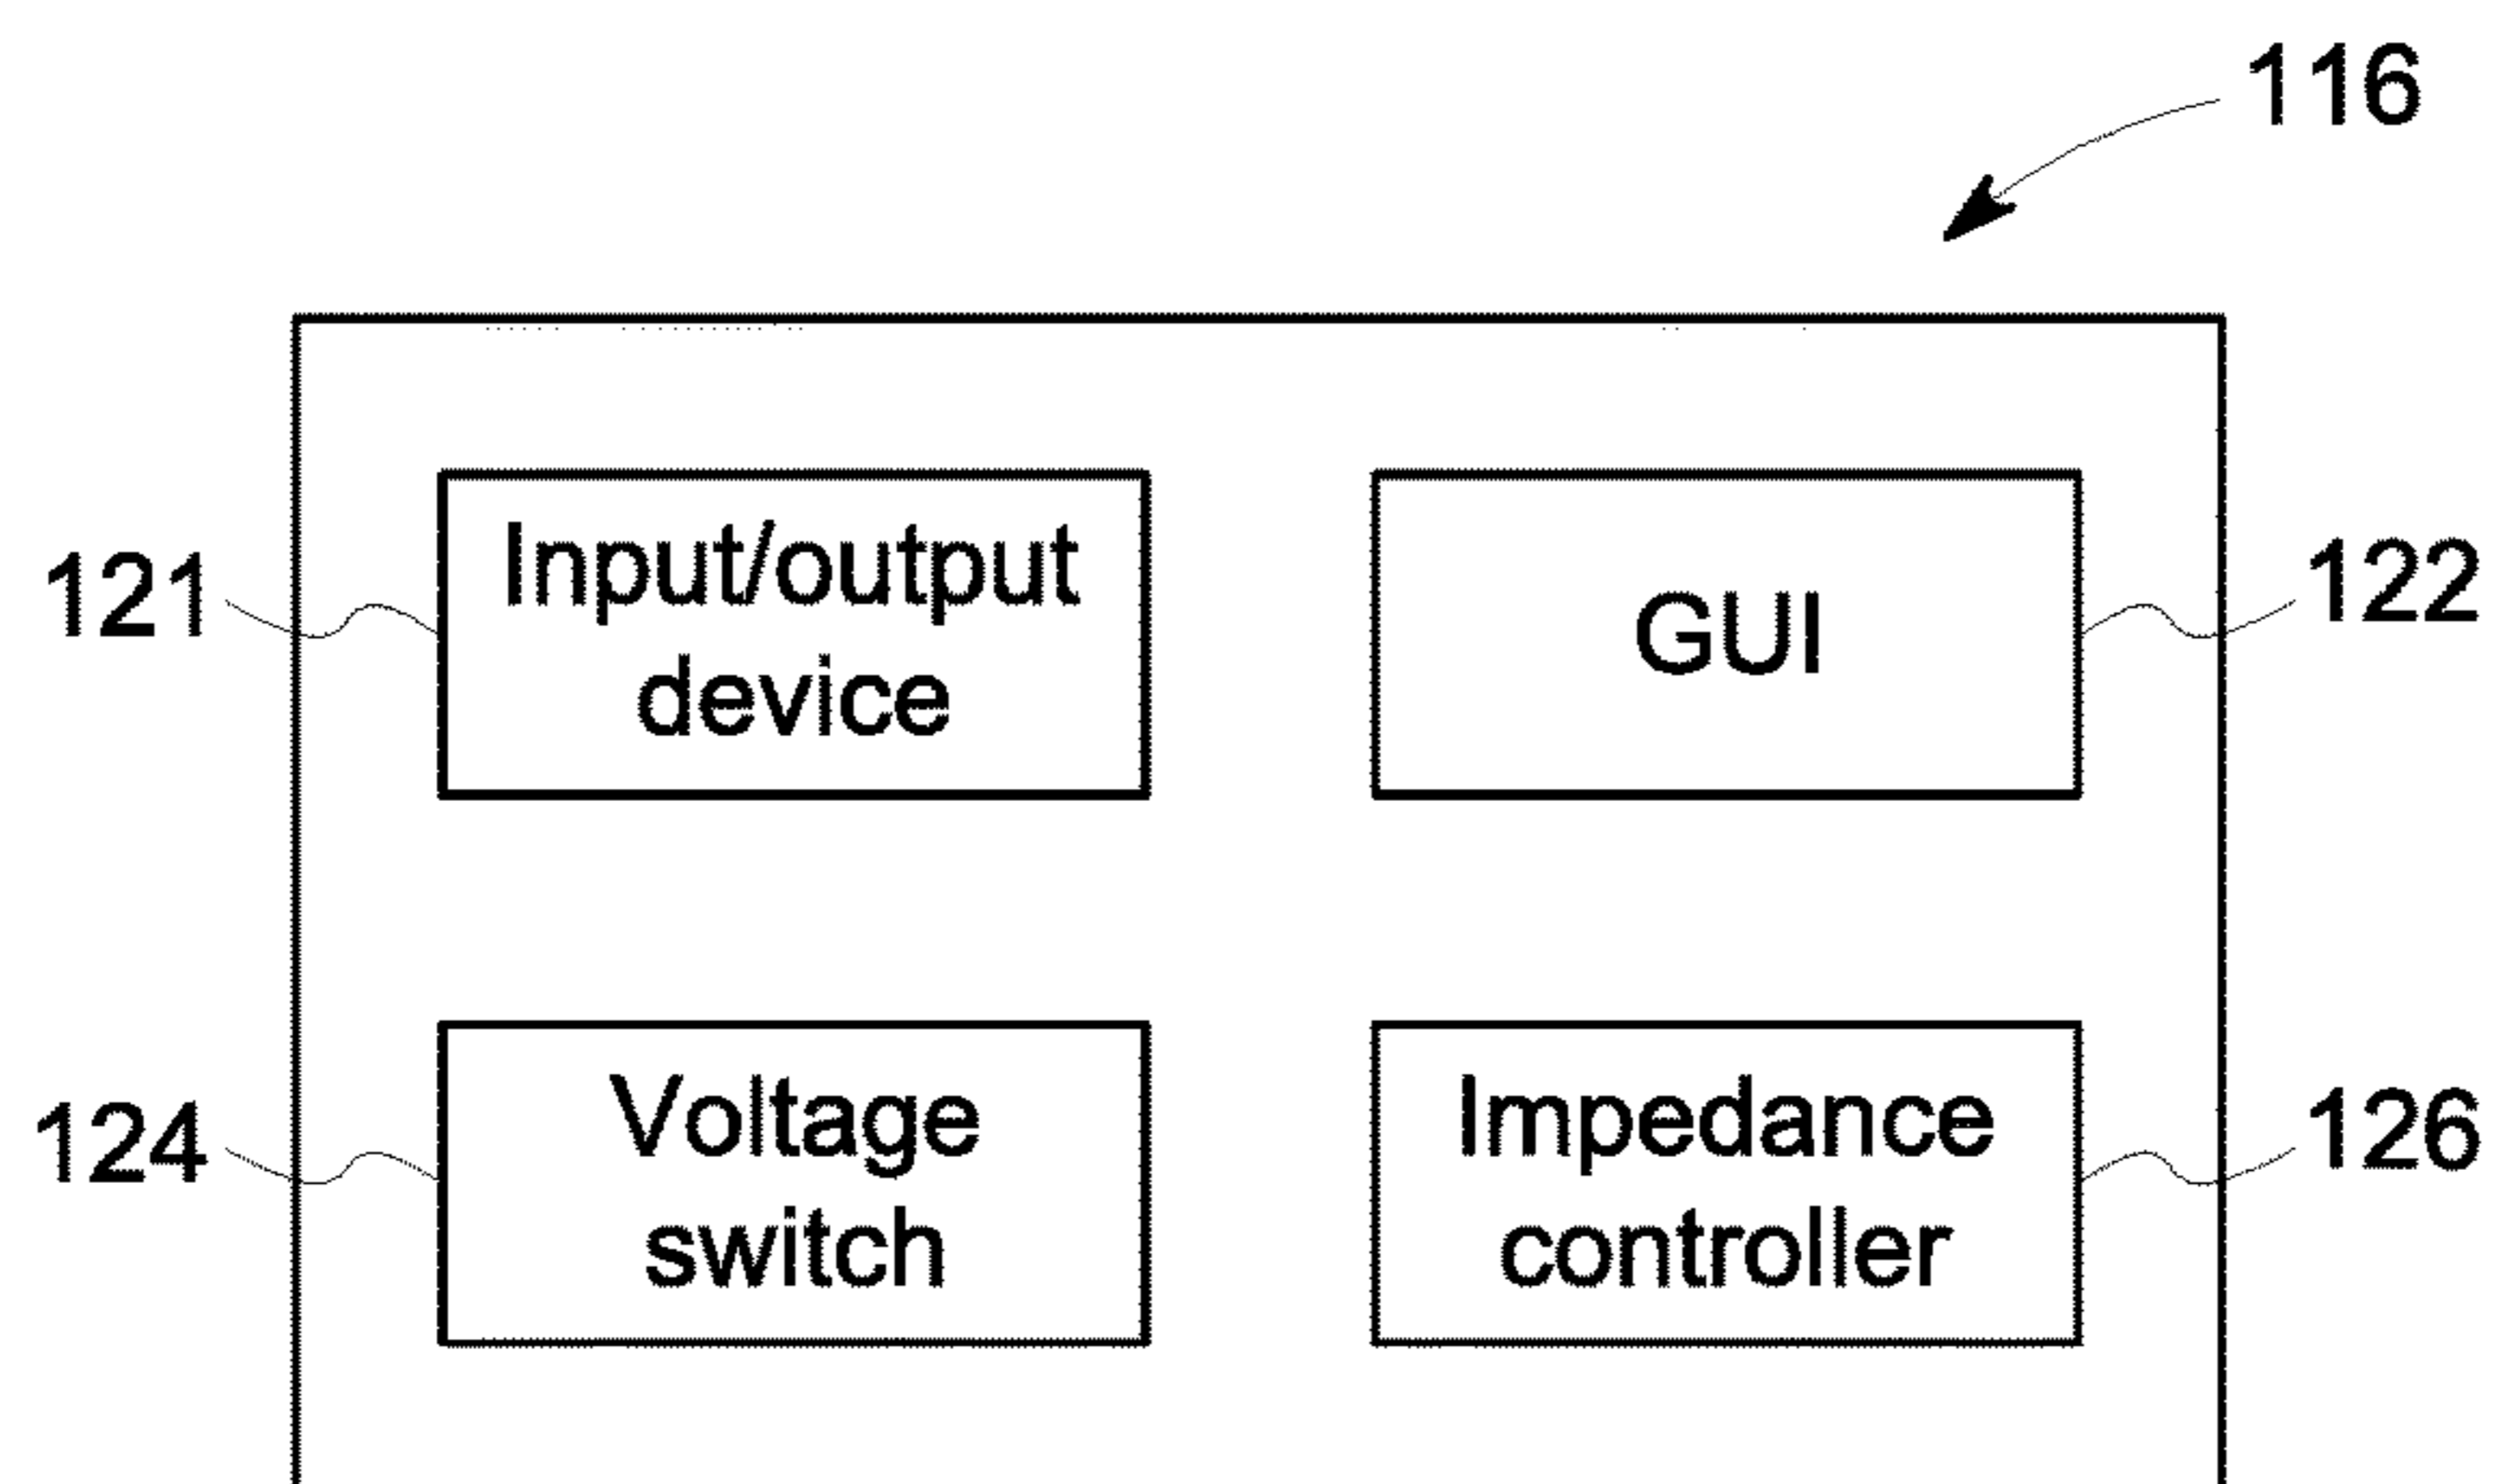 116
121
Input/output
device
GUI
122
124
Voltage
switch
Impedance
controller
126